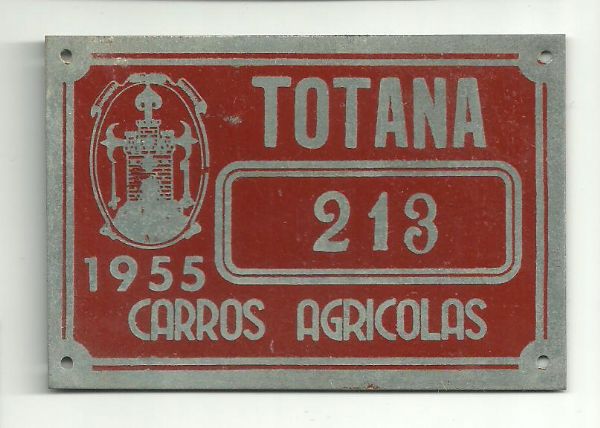 TOTANA
213
1955
CARROS AGRICOLAS